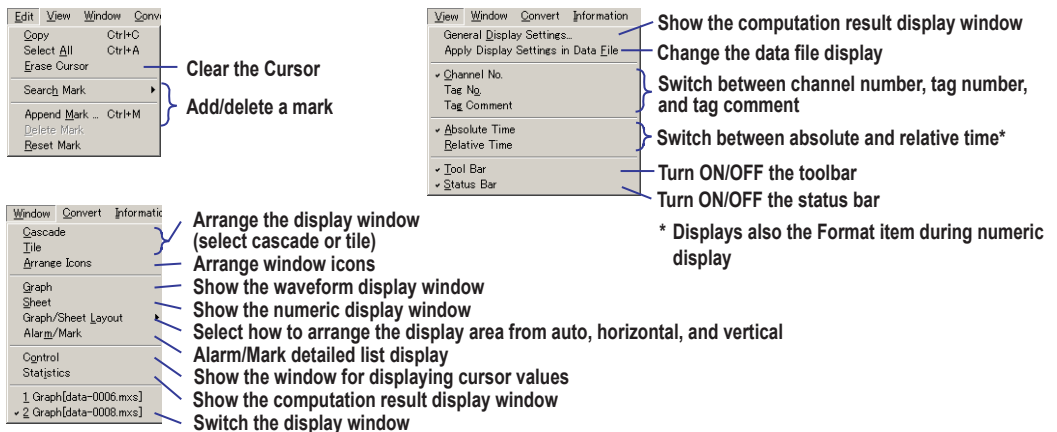 Edit View Window Conv
Copy Ctrl+C
Select All Ctrl+A
Erase Cursor
Search Mark
Append Mark ... Ctrl+M
Delete Mark
Reset Mark
Clear the Cursor
Add/delete a mark
View Window Convert Information
General Display Settings...
Apply Display Settings in Data File
Channel No.
Tag No.
Tag Comment
Absolute Time
Relative Time
Tool Bar
Status Bar
Show the computation result display window
Change the data file display
Switch between channel number, tag number,
and tag comment
Switch between absolute and relative time*
Turn ON/OFF the toolbar
Turn ON/OFF the status bar
* Displays also the Format item during numeric
display
Window Convert Informatic
Cascade
Tile
Arrange Icons
Graph
Sheet
Graph/Sheet Layout
Alarm/Mark
Control
Statistics
1 Graph[data-0006.mxs]
2 Graph[data-0008.mxs]
Arrange the display window
(select cascade or tile)
Arrange window icons
Show the waveform display window
Show the numeric display window
Select how to arrange the display area from auto, horizontal, and vertical
Alarm/Mark detailed list display
Show the window for displaying cursor values
Show the computation result display window
Switch the display window